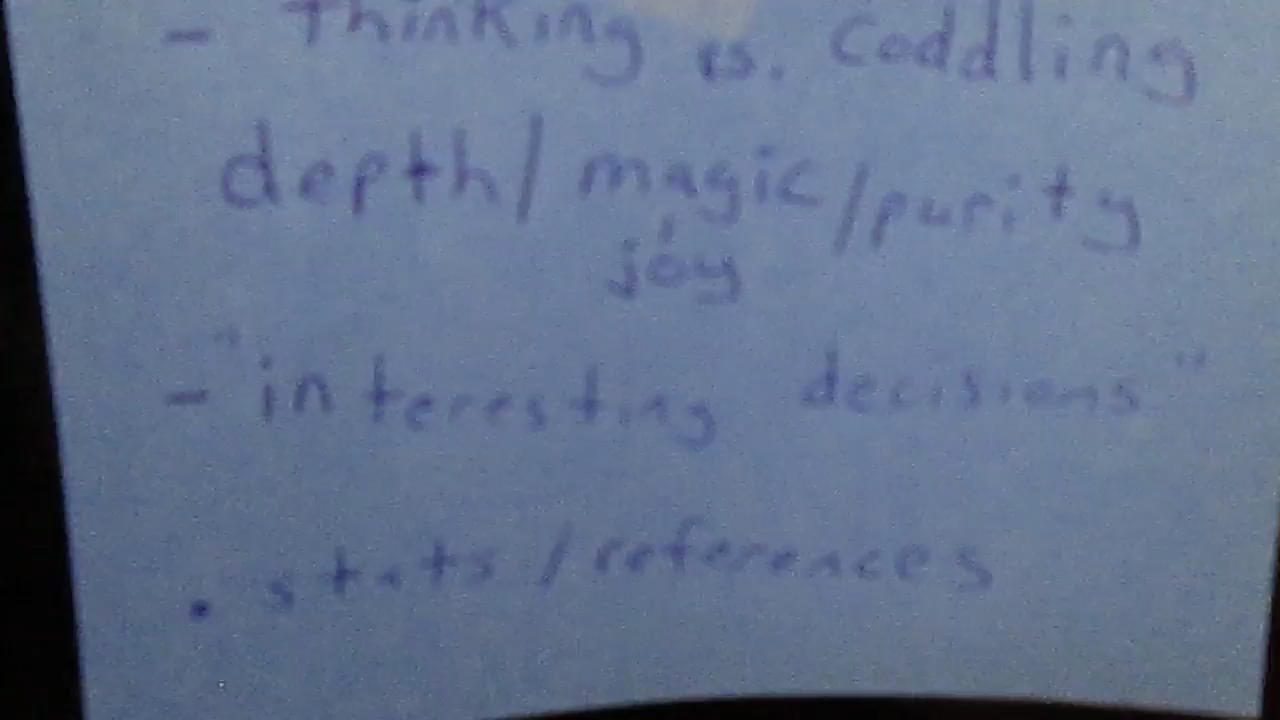 - Thinking vs. Coddling
depth/magic/purity
joy
- "interesting decisions"
• stats/references